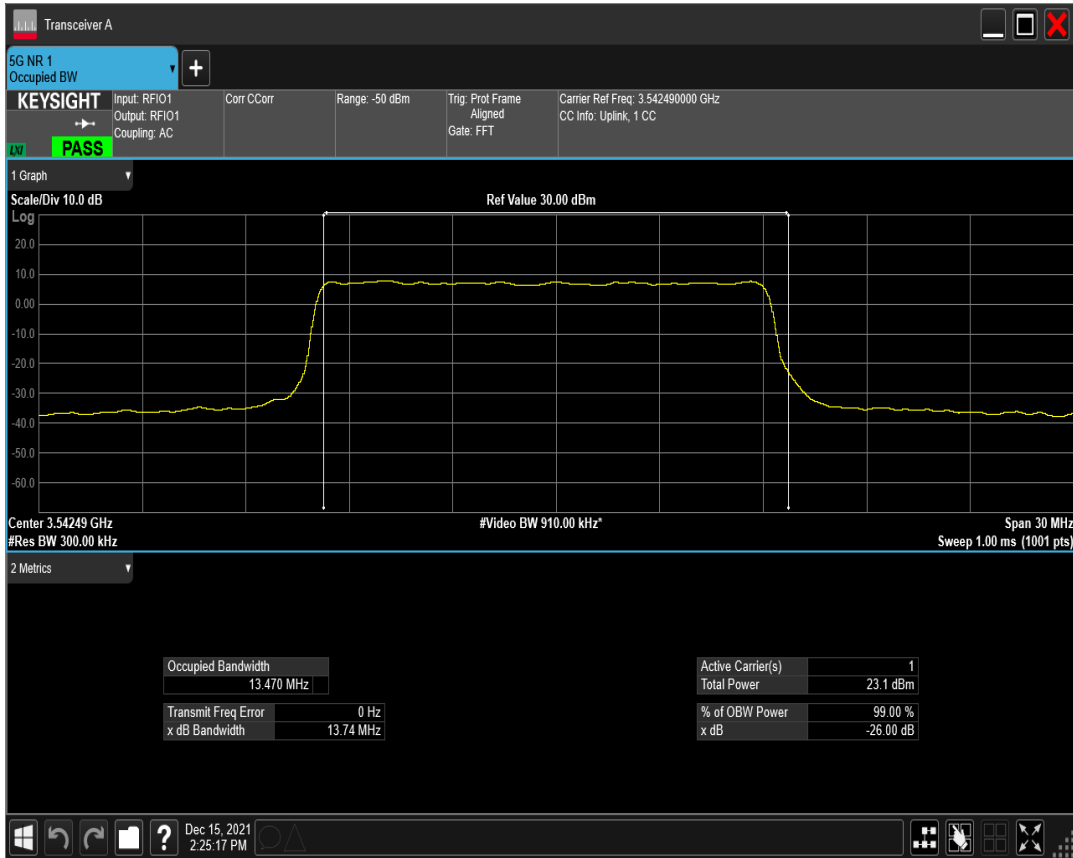 Transceiver A
5G NR 1
Occupied BW
KEYSIGHT
LXI
PASS
Input: RFIO1
Output: RFIO1
Coupling: AC
Corr CCorr
Range: -50 dBm
Trig: Prot Frame
Aligned
Gate: FFT
Carrier Ref Freq: 3.542490000 GHz
CC Info: Uplink, 1 CC
1 Graph
Scale/Div 10.0 dB
Ref Value 30.00 dBm
Log
20.0
10.0
0.00
-10.0
-20.0
-30.0
-40.0
-50.0
-60.0
Center 3.54249 GHz
#Video BW 910.00 kHz*
Span 30 MHz
#Res BW 300.00 kHz
Sweep 1.00 ms (1001 pts)
2 Metrics
Occupied Bandwidth
13.470 MHz
Transmit Freq Error 0 Hz
x dB Bandwidth 13.74 MHz
Active Carrier(s) 1
Total Power 23.1 dBm
% of OBW Power 99.00 %
x dB -26.00 dB
?
Dec 15, 2021
2:25:17 PM